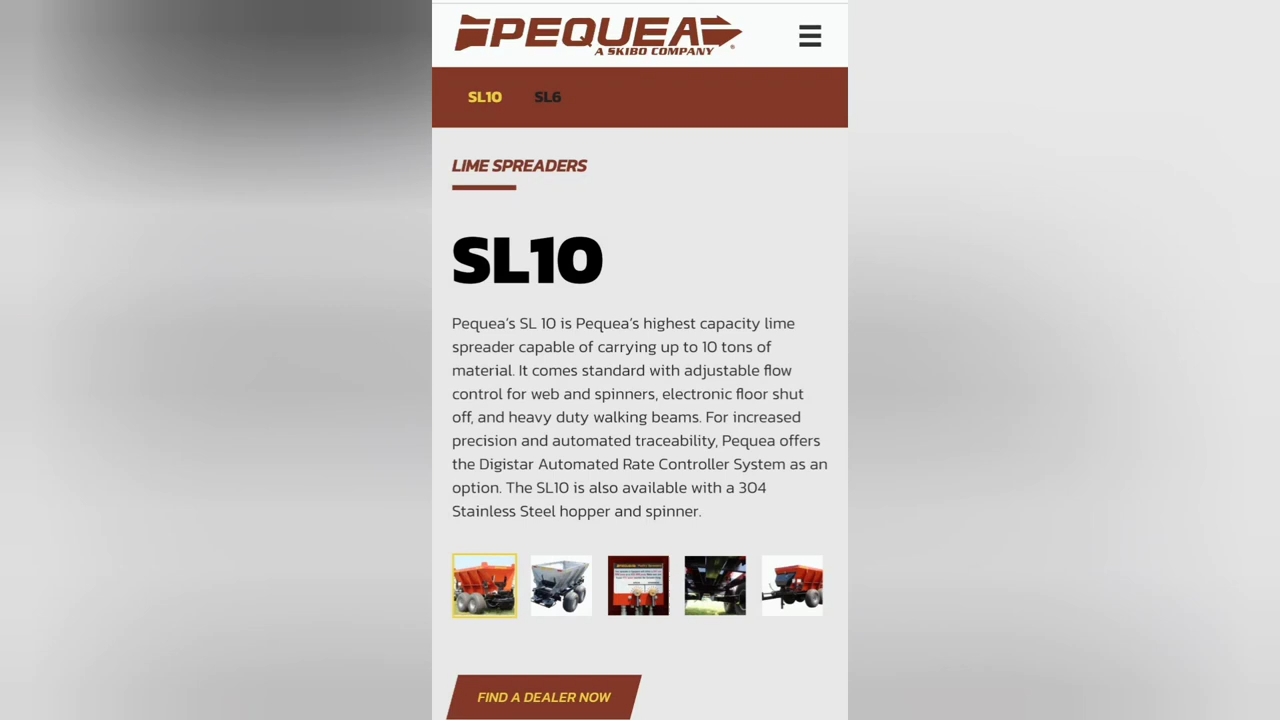 PEQUEA
A SKIBO COMPANY
SL10
SL6
LIME SPREADERS
SL10
Pequea's SL 10 is Pequea's highest capacity lime
spreader capable of carrying up to 10 tons of
material. It comes standard with adjustable flow
control for web and spinners, electronic floor shut
off, and heavy duty walking beams. For increased
precision and automated traceability, Pequea offers
the Digistar Automated Rate Controller System as an
option. The SL10 is also available with a 304
Stainless Steel hopper and spinner.
FIND A DEALER NOW